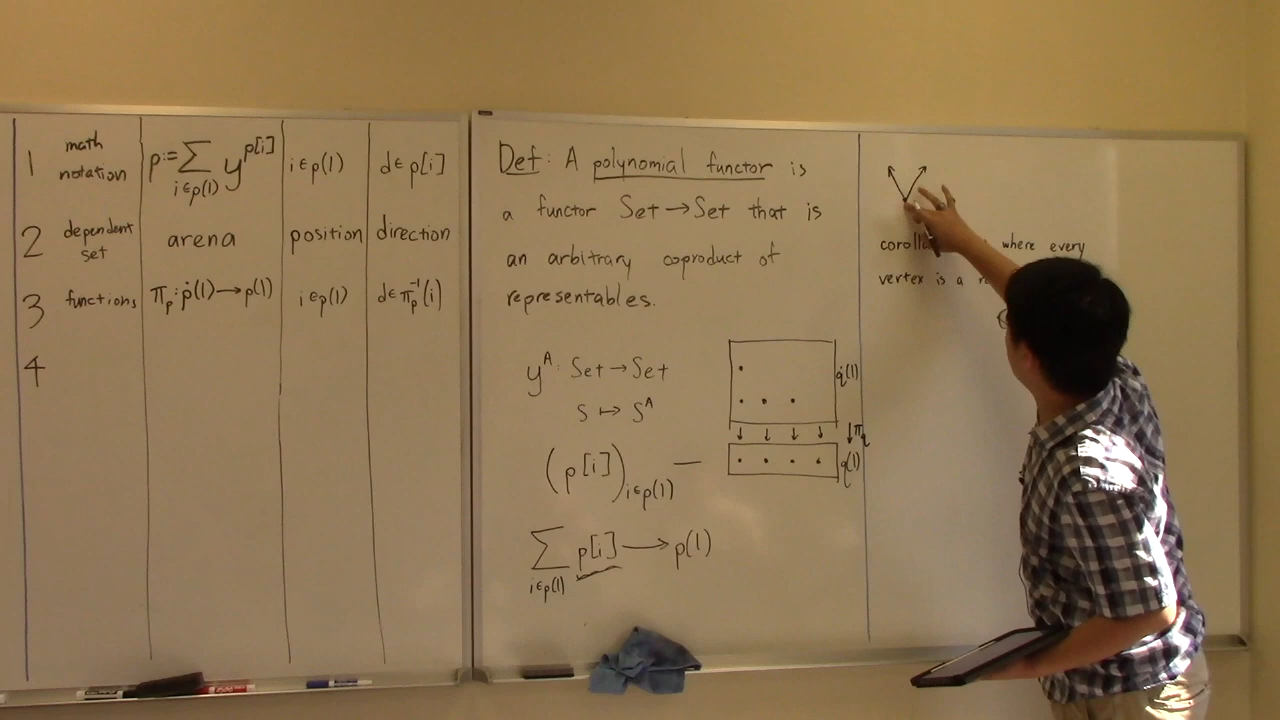 1 math notation p := ∑_{i∈p(1)} y^{p[i]} i∈p(1) d∈p[i]
2 dependent set arena position direction
3 functions π_p : ṗ(1) → p(1) i∈p(1) d∈π_p^{-1}(i)
4
Def: A polynomial functor is
a functor Set → Set that is
an arbitrary coproduct of
representables.
y^A : Set → Set
S ↦ S^A
(p[i])_{i∈p(1)} —
∑_{i∈p(1)} p[i] → p(1)
q̇(1)
↓ ↓ ↓ ↓ ↓π_q
q(1)
where every
vertex is a